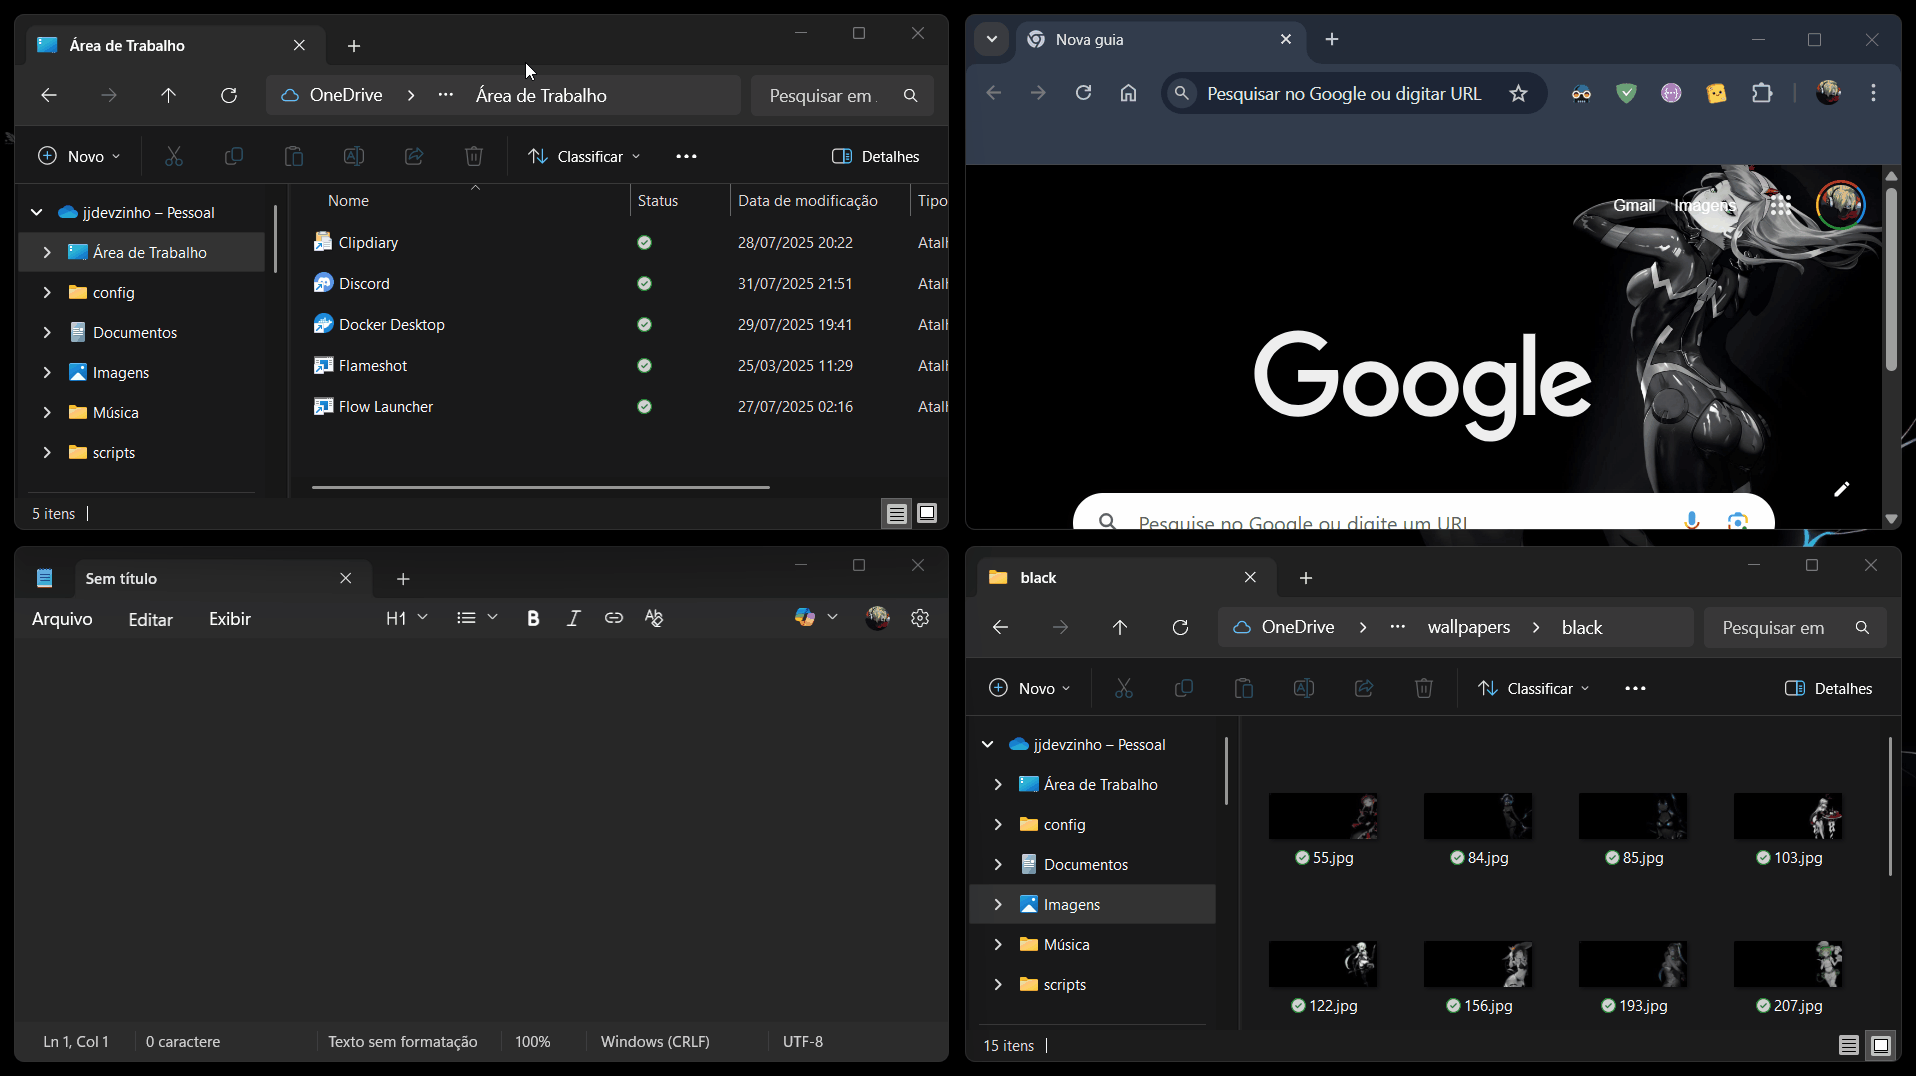 Área de Trabalho
OneDrive
Área de Trabalho
Pesquisar em
Novo
Classificar
Detalhes
jjdevzinho – Pessoal
Área de Trabalho
config
Documentos
Imagens
Música
scripts
Nome Status Data de modificação Tipo
Clipdiary 28/07/2025 20:22 Atall
Discord 31/07/2025 21:51 Atall
Docker Desktop 29/07/2025 19:41 Atall
Flameshot 25/03/2025 11:29 Atall
Flow Launcher 27/07/2025 02:16 Atall
5 itens
Nova guia
Pesquisar no Google ou digitar URL
Gmail Imagens
Google
Pesquise no Google ou digite um URL
Sem título
Arquivo Editar Exibir H1 B I
Ln 1, Col 1 0 caractere Texto sem formatação 100% Windows (CRLF) UTF-8
black
OneDrive
wallpapers
black
Pesquisar em
Novo
Classificar
Detalhes
jjdevzinho – Pessoal
Área de Trabalho
config
Documentos
Imagens
Música
scripts
55.jpg 84.jpg 85.jpg 103.jpg
122.jpg 156.jpg 193.jpg 207.jpg
15 itens